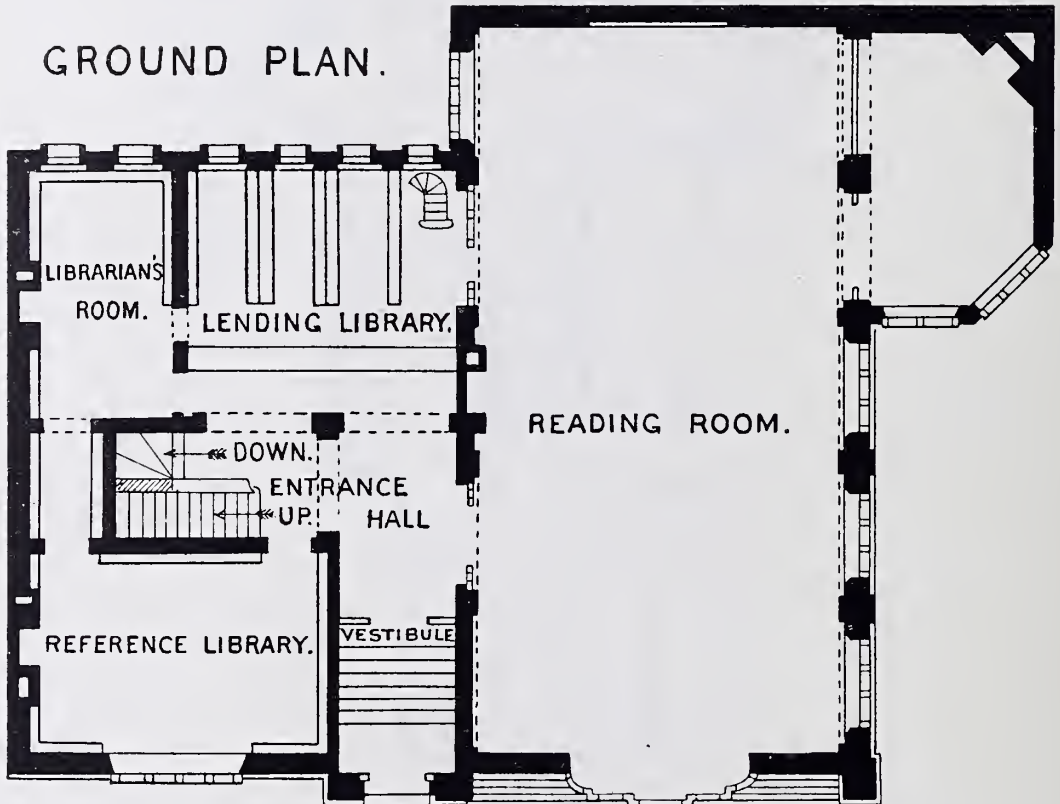 GROUND PLAN.
LIBRARIAN'S
ROOM.
LENDING LIBRARY.
READING ROOM.
DOWN.
ENTRANCE
HALL
UP.
VESTIBULE
REFERENCE LIBRARY.